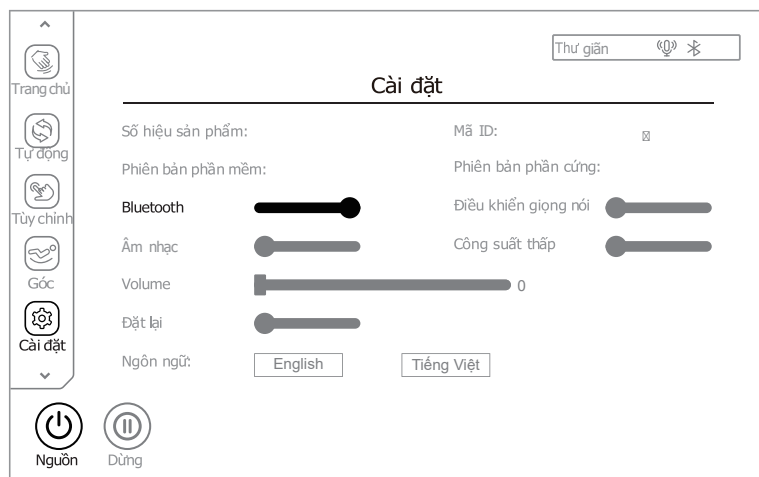 Thư giãn
Trang chủ
Cài đặt
Số hiệu sản phẩm: Mã ID:
Tự động
Phiên bản phần mềm: Phiên bản phần cứng:
Bluetooth Điều khiển giọng nói
Tùy chỉnh
Âm nhạc Công suất thấp
Góc
Volume 0
Đặt lại
Cài đặt
Ngôn ngữ: English Tiếng Việt
Nguồn Dừng